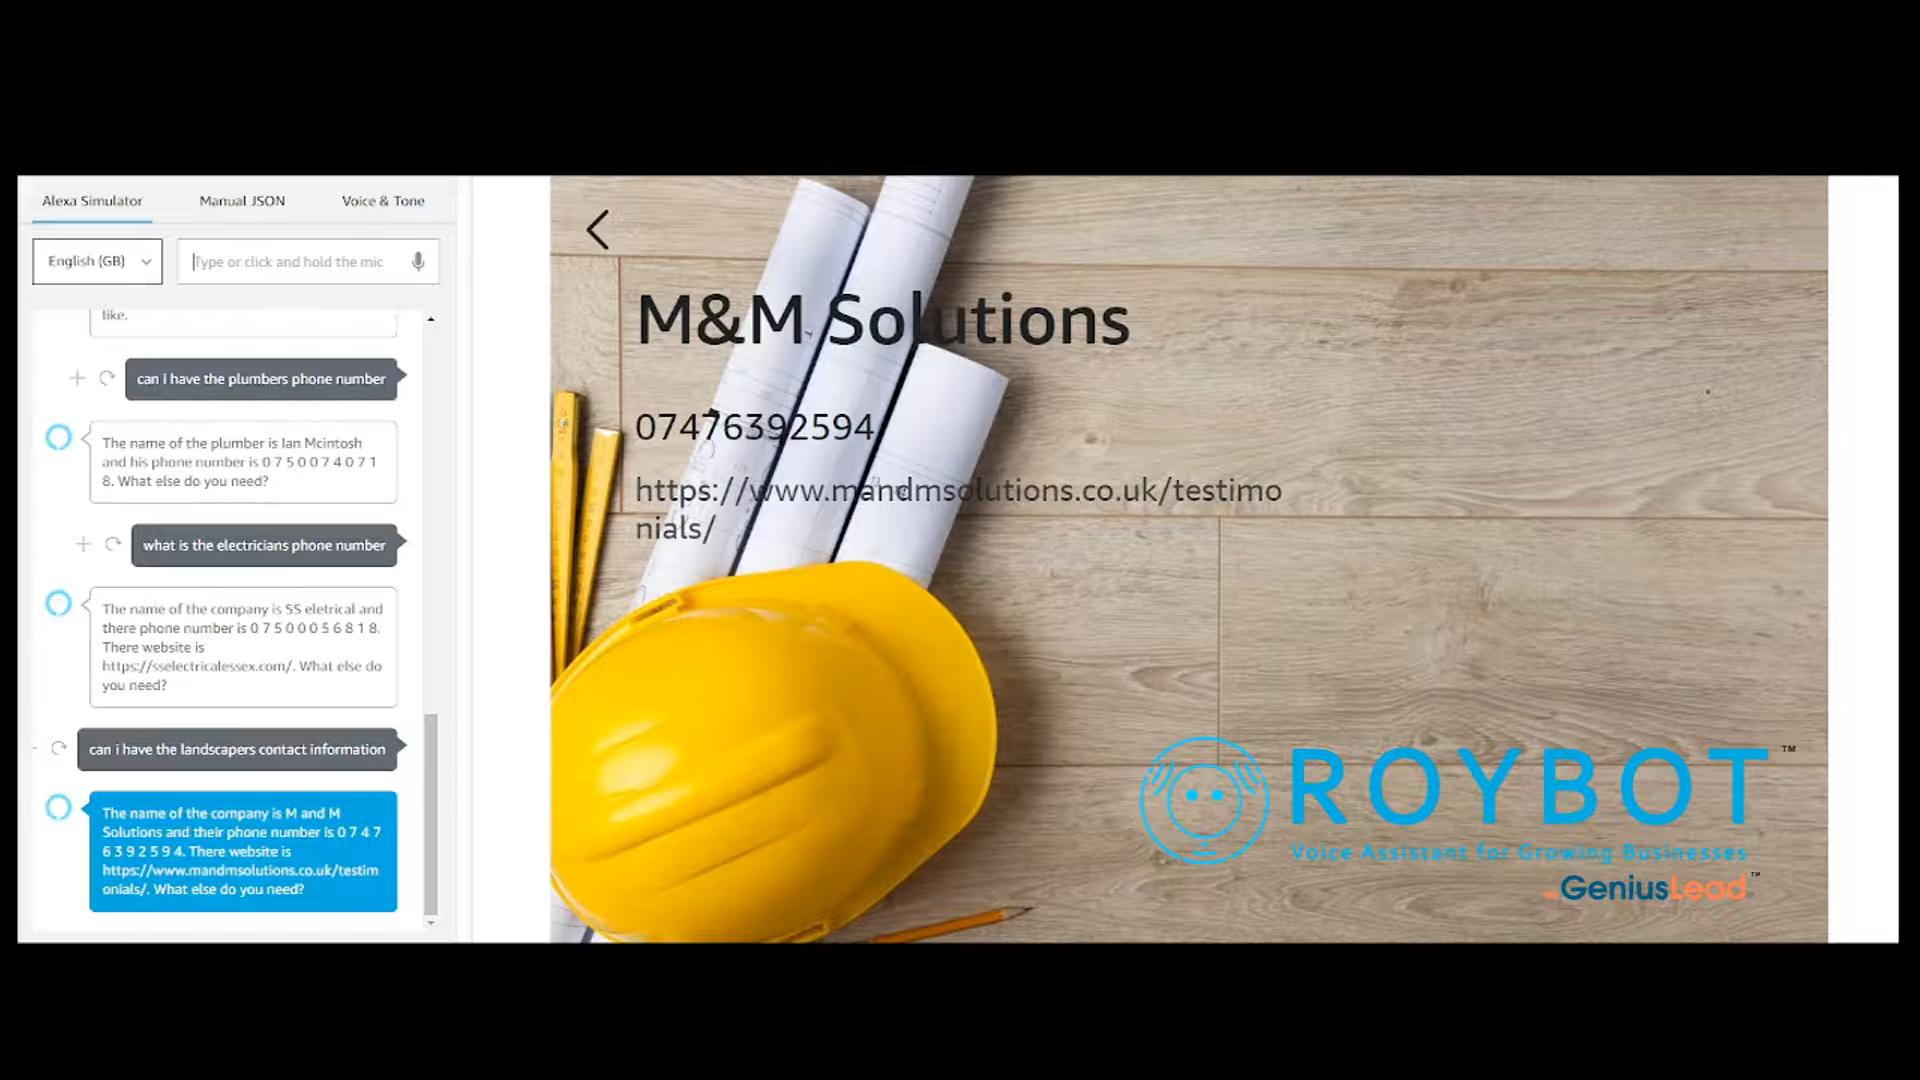 Alexa Simulator
Manual JSON
Voice & Tone
English (GB)
Type or click and hold the mic
like.
can i have the plumbers phone number
The name of the plumber is Ian Mcintosh
and his phone number is 0 7 5 0 0 7 4 0 7 1
8. What else do you need?
what is the electricians phone number
The name of the company is SS eletrical and
there phone number is 0 7 5 0 0 0 5 6 8 1 8.
There website is
https://sselectricalessex.com/. What else do
you need?
can i have the landscapers contact information
The name of the company is M and M
Solutions and their phone number is 0 7 4 7
6 3 9 2 5 9 4. There website is
https://www.mandmsolutions.co.uk/testim
onials/. What else do you need?
M&M Solutions
07476392594
https://www.mandmsolutions.co.uk/testimo
nials/
ROYBOT™
Voice Assistant for Growing Businesses
GeniusLead™